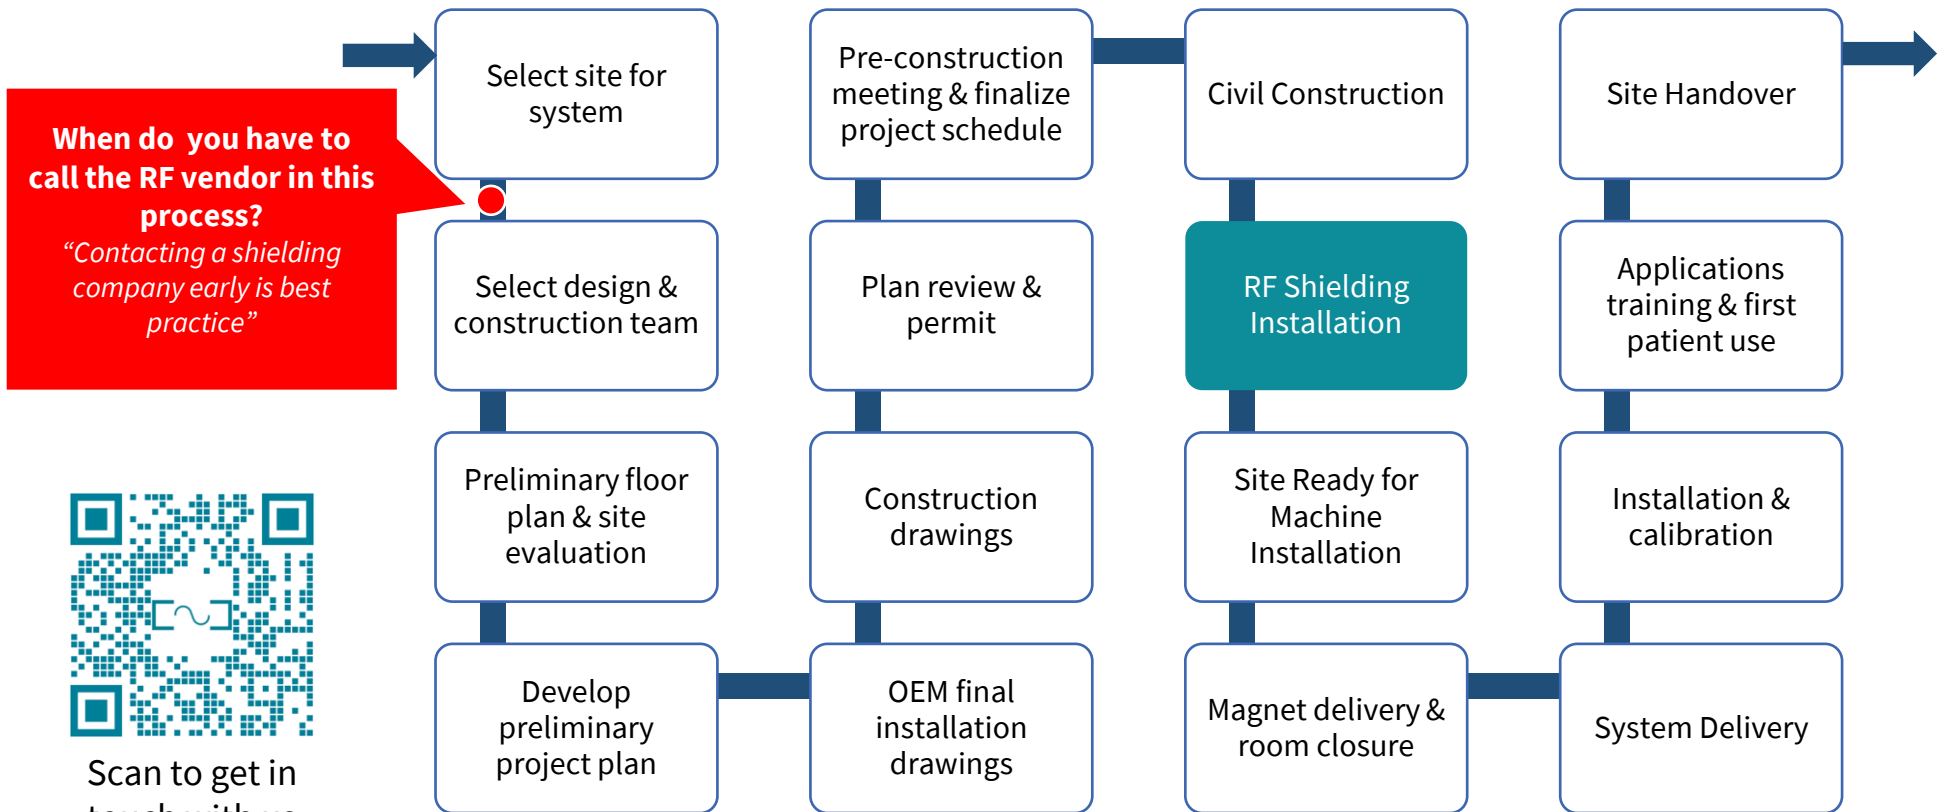 When do  you have to
call the RF vendor in this
process?
“Contacting a shielding
company early is best
practice”
Select site for
system
Select design &
construction team
Preliminary floor
plan & site
evaluation
Develop
preliminary
project plan
OEM final
installation
drawings
Construction
drawings
Plan review &
permit
Pre-construction
meeting & finalize
project schedule
Civil Construction
RF Shielding
Installation
Site Ready for
Machine
Installation
Magnet delivery &
room closure
System Delivery
Installation &
calibration
Applications
training & first
patient use
Site Handover
Scan to get in
touch with us